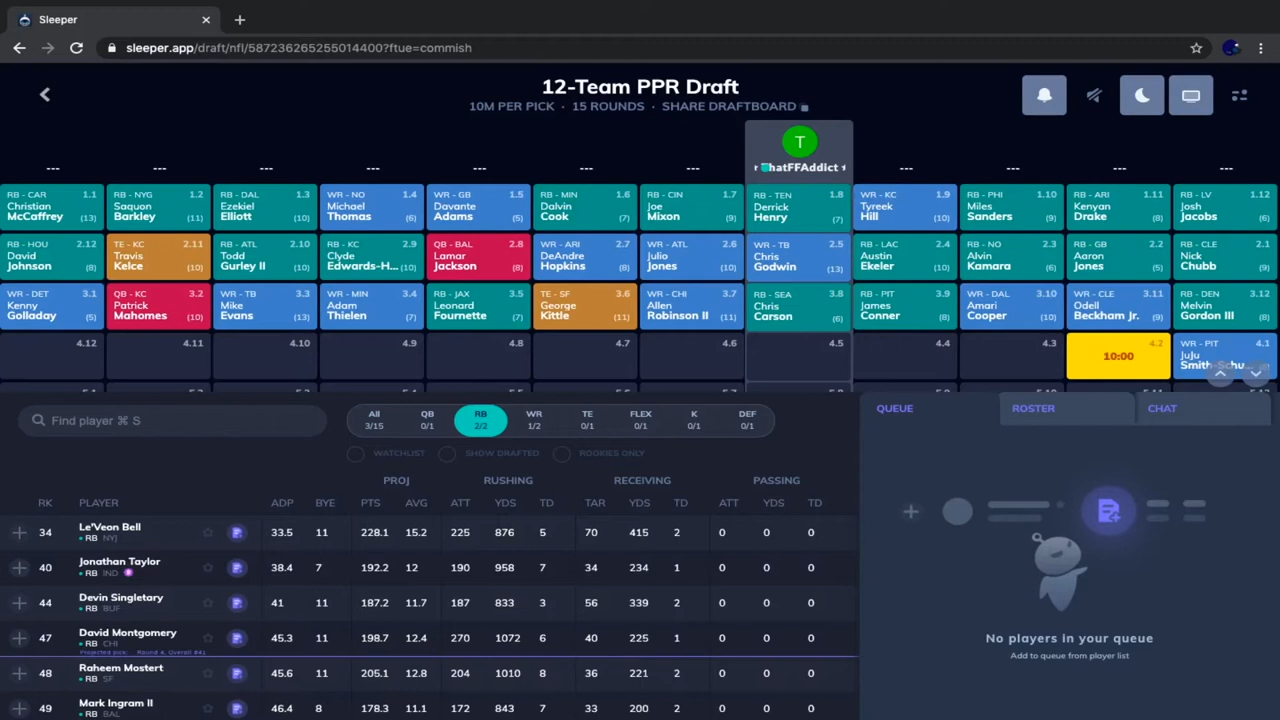 Sleeper
sleeper.app/draft/nfl/587236265255014400?ftue=commish
12-Team PPR Draft
10M PER PICK · 15 ROUNDS · SHARE DRAFTBOARD
T
ThatFFAddict
--- --- --- --- --- --- --- --- --- --- ---
RB - CAR 1.1 RB - NYG 1.2 RB - DAL 1.3 WR - NO 1.4 WR - GB 1.5 RB - MIN 1.6 RB - CIN 1.7 RB - TEN 1.8 WR - KC 1.9 RB - PHI 1.10 RB - ARI 1.11 RB - LV 1.12
Christian Saquon Ezekiel Michael Davante Dalvin Joe Derrick Tyreek Miles Kenyan Josh
McCaffrey (13) Barkley (11) Elliott (10) Thomas (6) Adams (5) Cook (7) Mixon (9) Henry (7) Hill (10) Sanders (9) Drake (8) Jacobs (6)
RB - HOU 2.12 TE - KC 2.11 RB - ATL 2.10 RB - KC 2.9 QB - BAL 2.8 WR - ARI 2.7 WR - ATL 2.6 WR - TB 2.5 RB - LAC 2.4 RB - NO 2.3 RB - GB 2.2 RB - CLE 2.1
David Travis Todd Clyde Lamar DeAndre Julio Chris Austin Alvin Aaron Nick
Johnson (8) Kelce (10) Gurley II (10) Edwards-H... (10) Jackson (8) Hopkins (8) Jones (10) Godwin (13) Ekeler (10) Kamara (6) Jones (5) Chubb (9)
WR - DET 3.1 QB - KC 3.2 WR - TB 3.3 WR - MIN 3.4 RB - JAX 3.5 TE - SF 3.6 WR - CHI 3.7 RB - SEA 3.8 RB - PIT 3.9 WR - DAL 3.10 WR - CLE 3.11 RB - DEN 3.12
Kenny Patrick Mike Adam Leonard George Allen Chris James Amari Odell Melvin
Golladay (5) Mahomes (10) Evans (13) Thielen (7) Fournette (7) Kittle (11) Robinson II (11) Carson (6) Conner (8) Cooper (10) Beckham Jr. (9) Gordon III (8)
4.12 4.11 4.10 4.9 4.8 4.7 4.6 4.5 4.4 4.3 4.2 WR - PIT 4.1
10:00 JuJu
Smith-Schu...
Find player ⌘ S
All QB RB WR TE FLEX K DEF
3/15 0/1 2/2 1/2 0/1 0/1 0/1 0/1
WATCHLIST SHOW DRAFTED ROOKIES ONLY
PROJ RUSHING RECEIVING PASSING
RK PLAYER ADP BYE PTS AVG ATT YDS TD TAR YDS TD ATT YDS TD
34 Le'Veon Bell 33.5 11 228.1 15.2 225 876 5 70 415 2 0 0 0
RB NYJ
40 Jonathan Taylor 38.4 7 192.2 12 190 958 7 34 234 1 0 0 0
RB IND
44 Devin Singletary 41 11 187.2 11.7 187 833 3 56 339 2 0 0 0
RB BUF
47 David Montgomery 45.3 11 198.7 12.4 270 1072 6 40 225 1 0 0 0
RB CHI
Projected pick: Round 4, Overall #41
48 Raheem Mostert 45.6 11 205.1 12.8 204 1010 8 36 221 2 0 0 0
RB SF
49 Mark Ingram II 46.4 8 178.3 11.1 172 843 7 33 200 2 0 0 0
RB BAL
QUEUE ROSTER CHAT
No players in your queue
Add to queue from player list